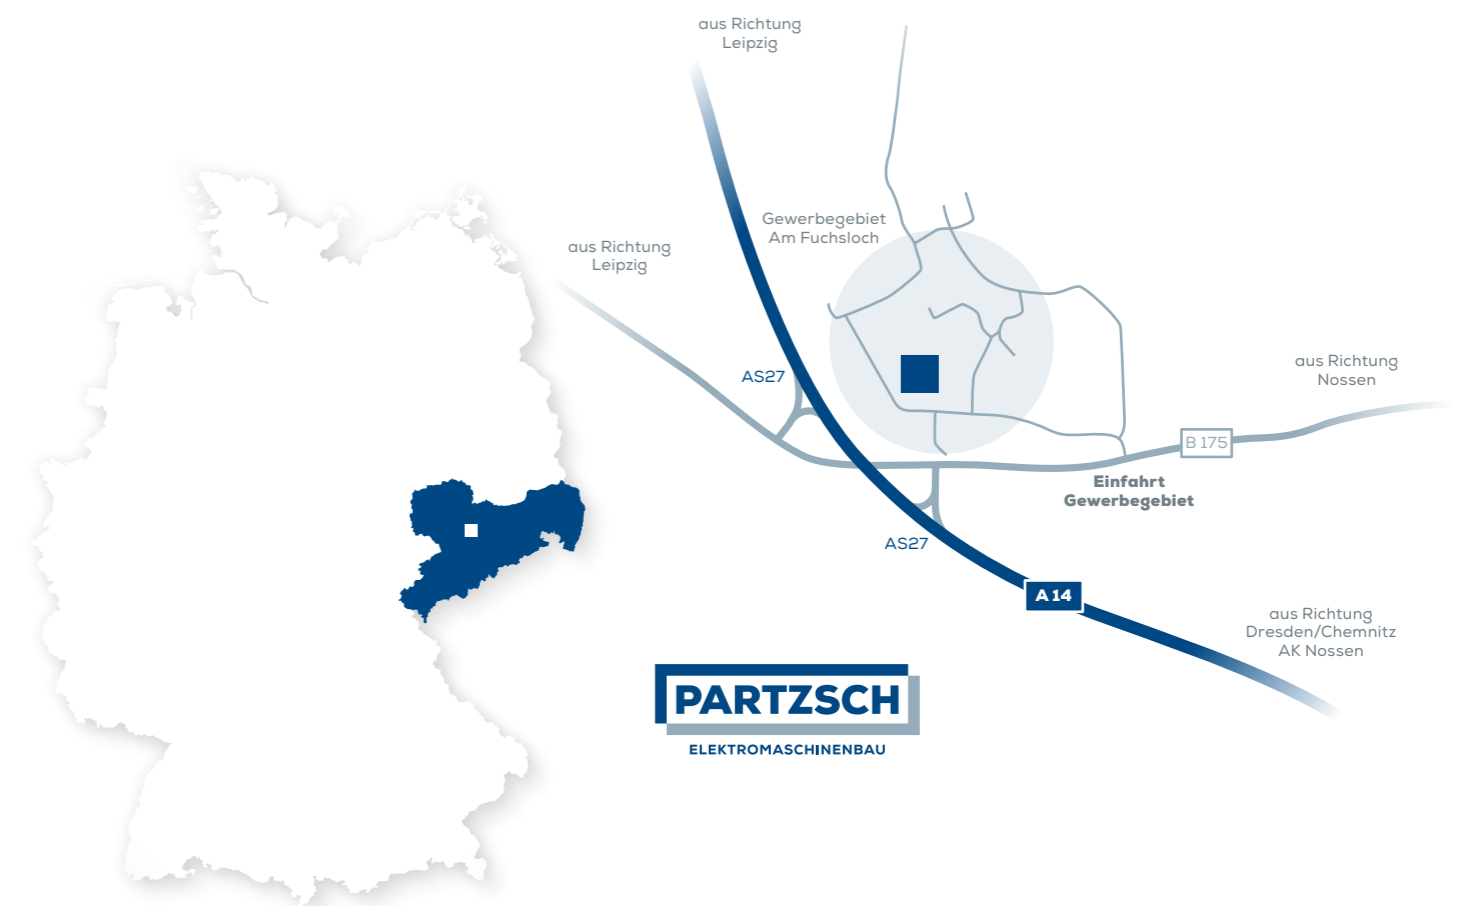 aus Richtung
Leipzig
Gewerbegebiet
Am Fuchsloch
aus Richtung
Leipzig
AS27
aus Richtung
Nossen
B 175
Einfahrt
Gewerbegebiet
AS27
A 14
aus Richtung
Dresden/Chemnitz
AK Nossen
PARTZSCH
ELEKTROMASCHINENBAU